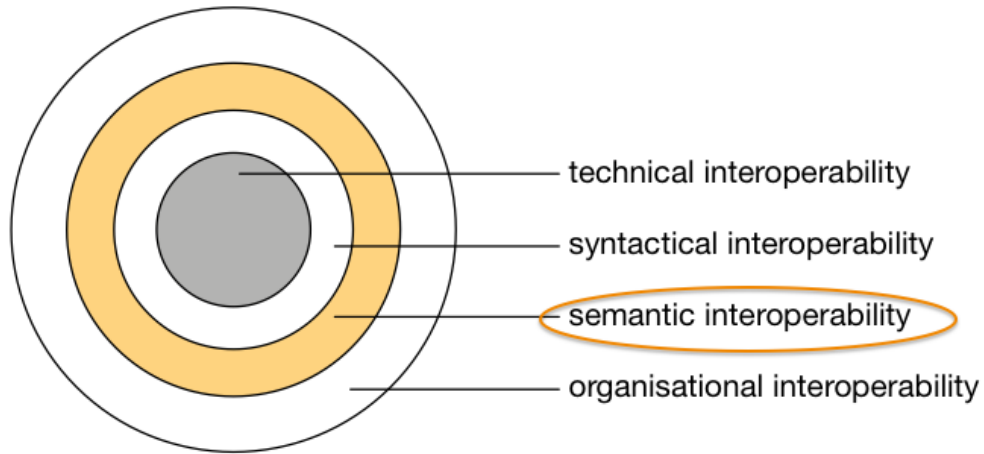 technical interoperability
syntactical interoperability
semantic interoperability
organisational interoperability